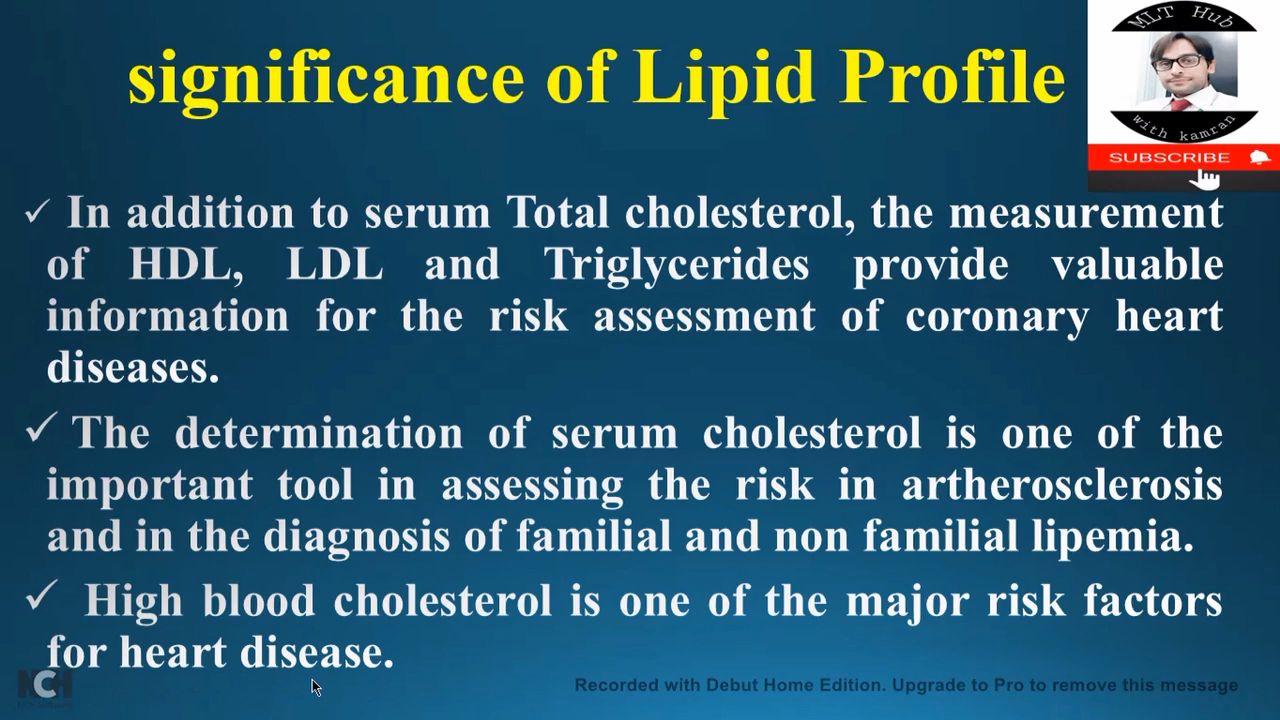 significance of Lipid Profile
MLT Hub
with kamran
SUBSCRIBE
✓ In addition to serum Total cholesterol, the measurement
of HDL, LDL and Triglycerides provide valuable
information for the risk assessment of coronary heart
diseases.
✓ The determination of serum cholesterol is one of the
important tool in assessing the risk in artherosclerosis
and in the diagnosis of familial and non familial lipemia.
✓ High blood cholesterol is one of the major risk factors
for heart disease.
NCH
Recorded with Debut Home Edition. Upgrade to Pro to remove this message